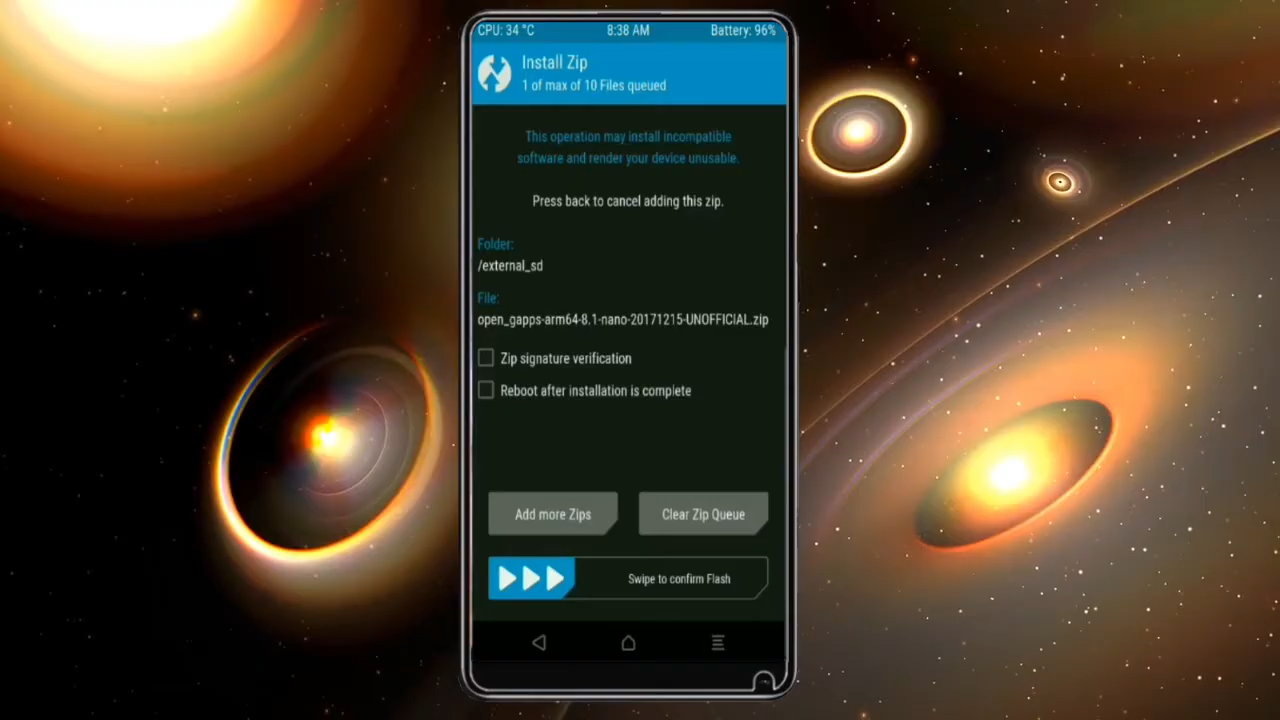 CPU: 34 °C 8:38 AM Battery: 96%
Install Zip
1 of max of 10 Files queued
This operation may install incompatible
software and render your device unusable.
Press back to cancel adding this zip.
Folder:
/external_sd
File:
open_gapps-arm64-8.1-nano-20171215-UNOFFICIAL.zip
Zip signature verification
Reboot after installation is complete
Add more Zips Clear Zip Queue
Swipe to confirm Flash